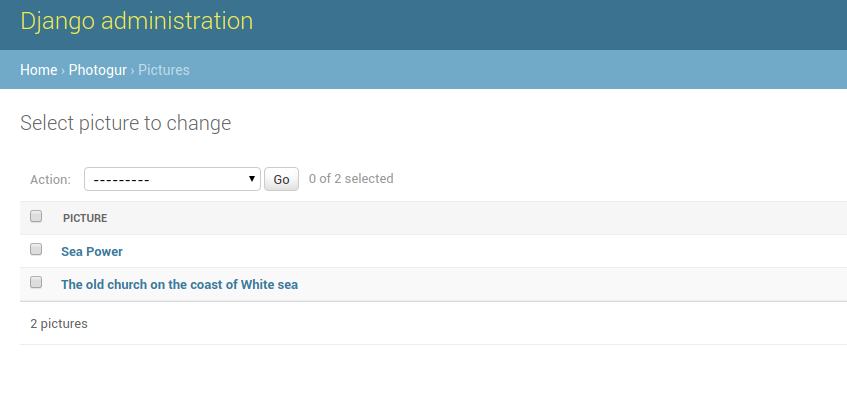 Django administration
Home › Photogur › Pictures
Select picture to change
Action: --------- Go 0 of 2 selected
PICTURE
Sea Power
The old church on the coast of White sea
2 pictures